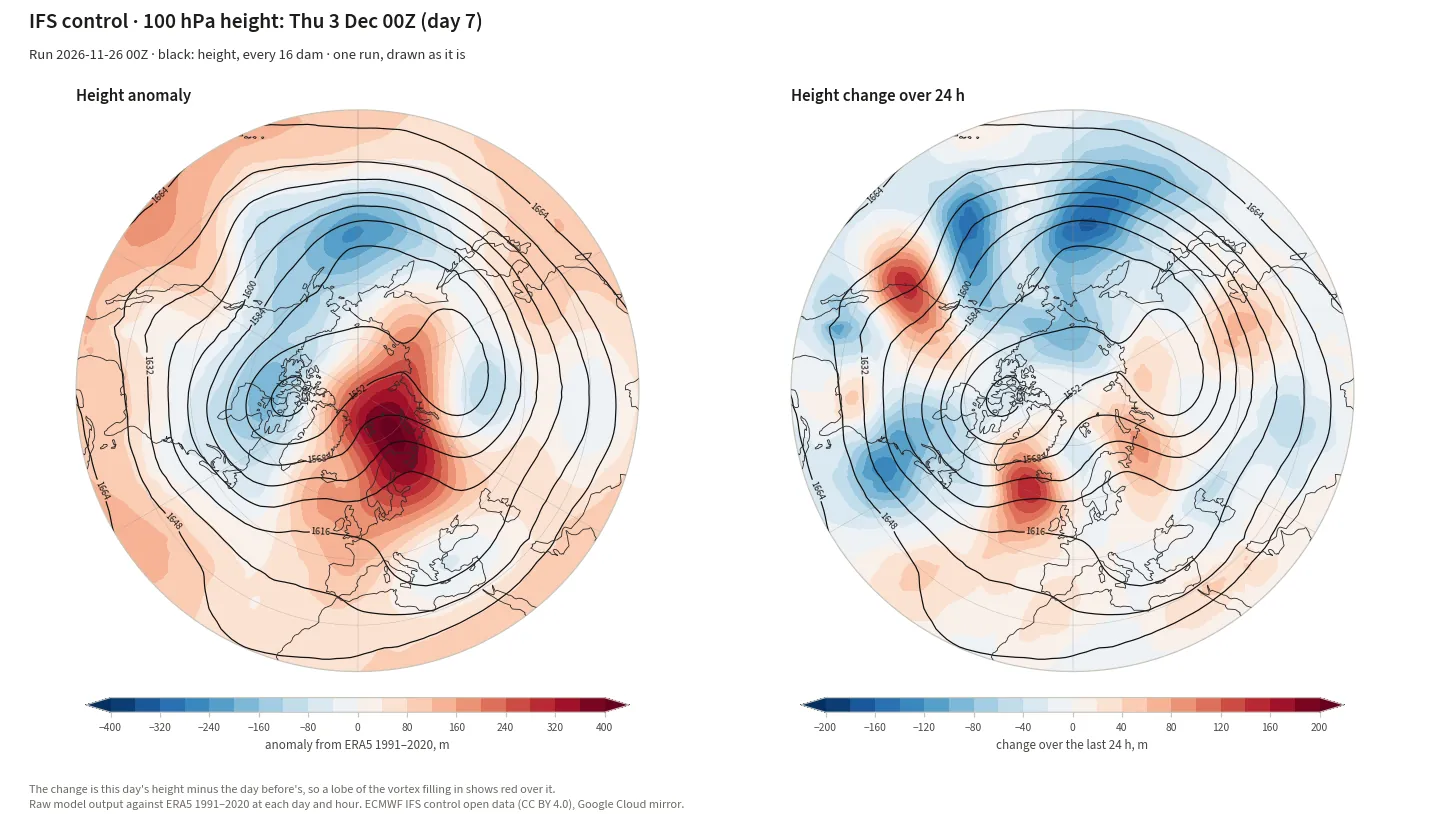 IFS control · 100 hPa height: Thu 3 Dec 00Z (day 7)
Run 2026-11-26 00Z · black: height, every 16 dam · one run, drawn as it is
Height anomaly
Height change over 24 h
1664
1664
1600
1584
1632
1552
1568
1664
1648
1616
1664
1664
1600
1584
1632
1552
1568
1664
1648
1616
−400 −320 −240 −160 −80 0 80 160 240 320 400
anomaly from ERA5 1991–2020, m
−200 −160 −120 −80 −40 0 40 80 120 160 200
change over the last 24 h, m
The change is this day's height minus the day before's, so a lobe of the vortex filling in shows red over it.
Raw model output against ERA5 1991–2020 at each day and hour. ECMWF IFS control open data (CC BY 4.0), Google Cloud mirror.